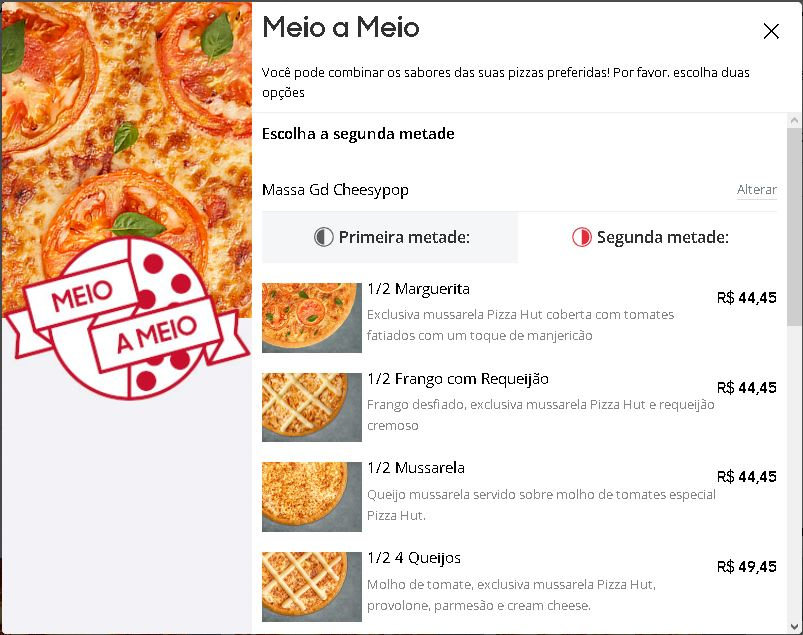 Meio a Meio
Você pode combinar os sabores das suas pizzas preferidas! Por favor. escolha duas
opções
Escolha a segunda metade
Massa Gd Cheesypop
Alterar
Primeira metade:
Segunda metade:
1/2 Marguerita
R$ 44,45
Exclusiva mussarela Pizza Hut coberta com tomates
fatiados com um toque de manjericão
1/2 Frango com Requeijão
R$ 44,45
Frango desfiado, exclusiva mussarela Pizza Hut e requeijão
cremoso
1/2 Mussarela
R$ 44,45
Queijo mussarela servido sobre molho de tomates especial
Pizza Hut.
1/2 4 Queijos
R$ 49,45
Molho de tomate, exclusiva mussarela Pizza Hut,
provolone, parmesão e cream cheese.
MEIO
A MEIO